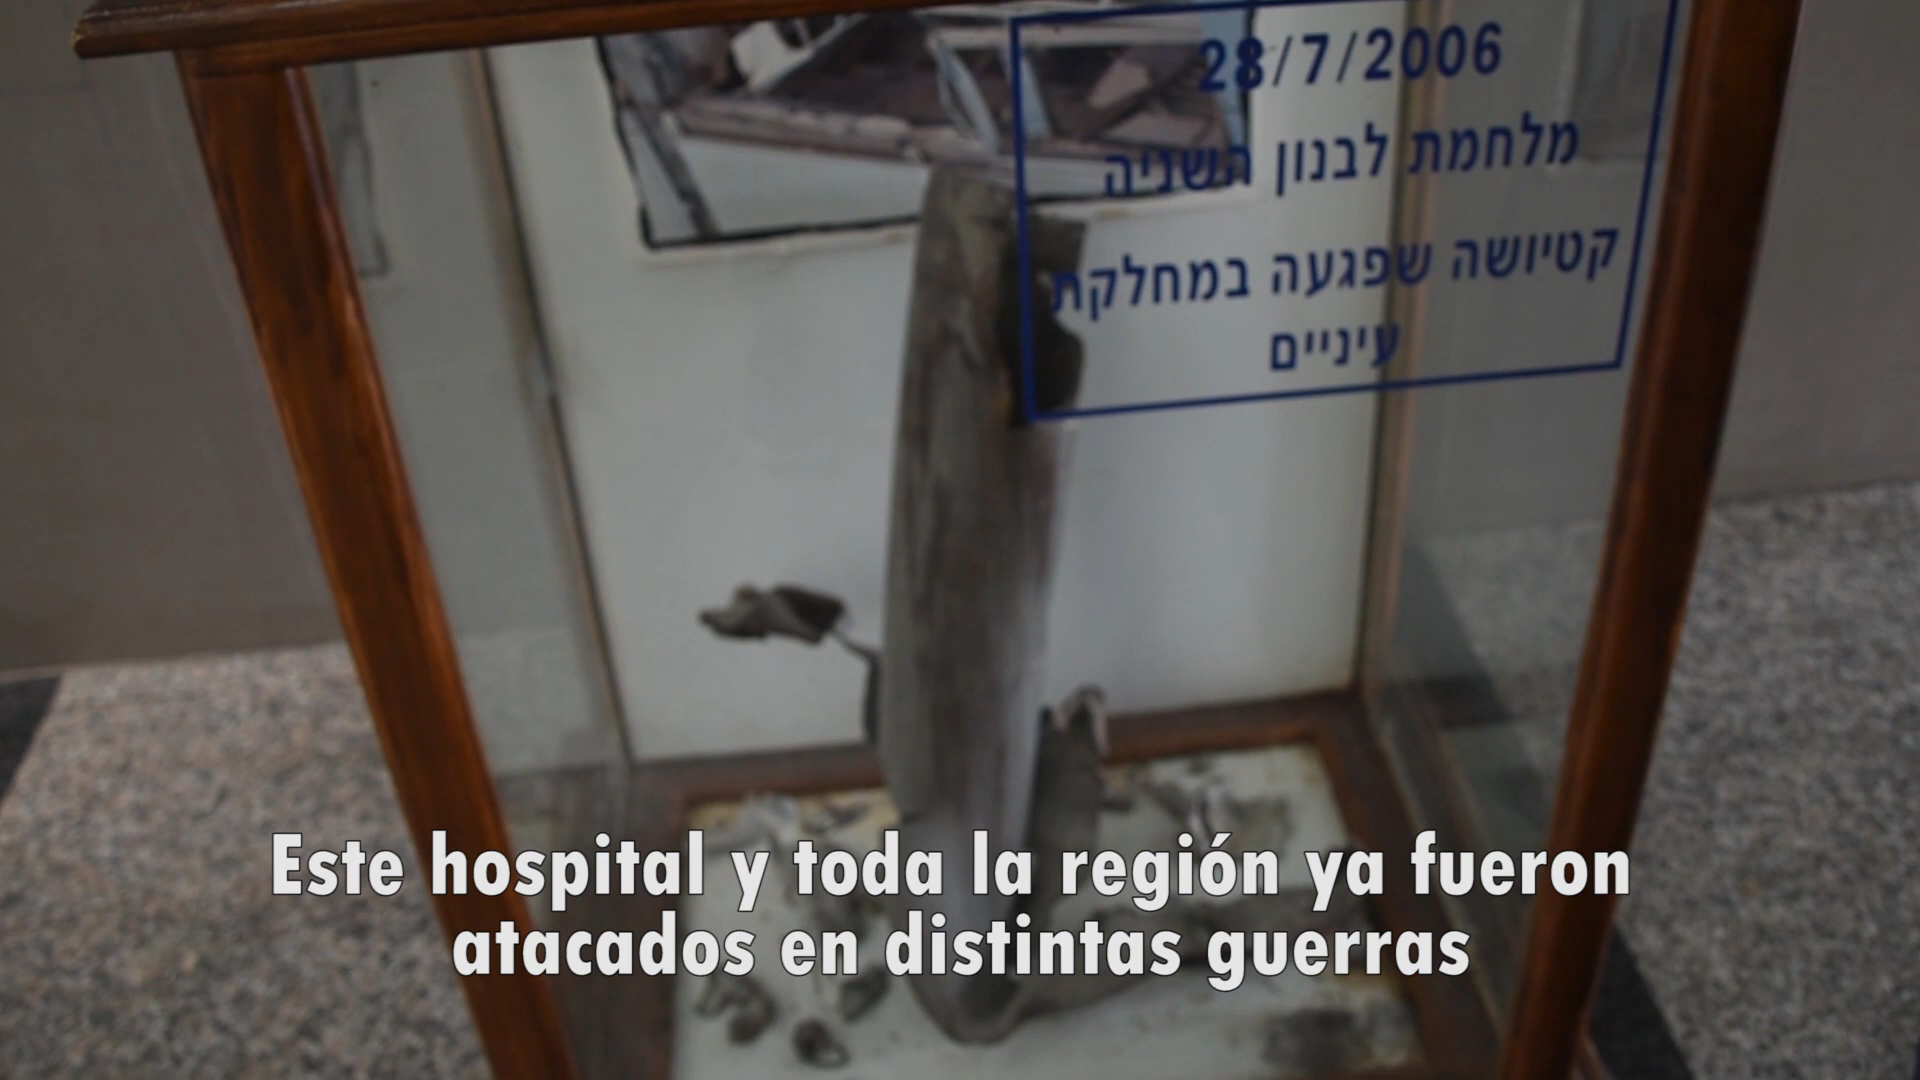 28/7/2006
מלחמת לבנון השניה
קטיושה שפגעה במחלקת
עיניים
Este hospital y toda la región ya fueron
atacados en distintas guerras